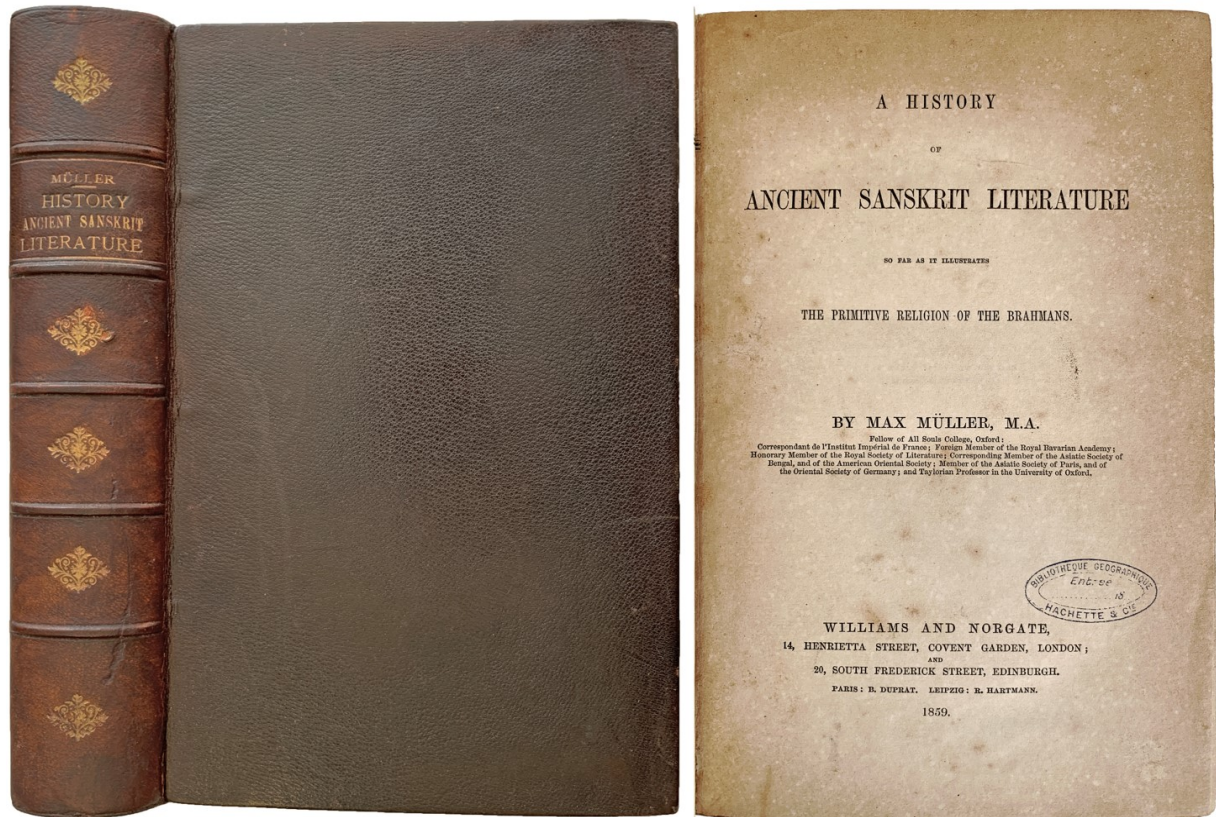 MÜLLER
HISTORY
ANCIENT SANSKRIT
LITERATURE
A HISTORY
OF
ANCIENT SANSKRIT LITERATURE
SO FAR AS IT ILLUSTRATES
THE PRIMITIVE RELIGION OF THE BRAHMANS.
BY MAX MÜLLER, M.A.
Fellow of All Souls College, Oxford:
Correspondant de l'Institut Impérial de France; Foreign Member of the Royal Bavarian Academy;
Honorary Member of the Royal Society of Literature; Corresponding Member of the Asiatic Society of
Bengal, and of the American Oriental Society; Member of the Asiatic Society of Paris, and of
the Oriental Society of Germany; and Taylorian Professor in the University of Oxford.
BIBLIOTHÈQUE GEOGRAPHIQUE
Entrée
18
HACHETTE & Cie
WILLIAMS AND NORGATE,
14, HENRIETTA STREET, COVENT GARDEN, LONDON;
AND
20, SOUTH FREDERICK STREET, EDINBURGH.
PARIS: B. DUPRAT. LEIPZIG: R. HARTMANN.
1859.